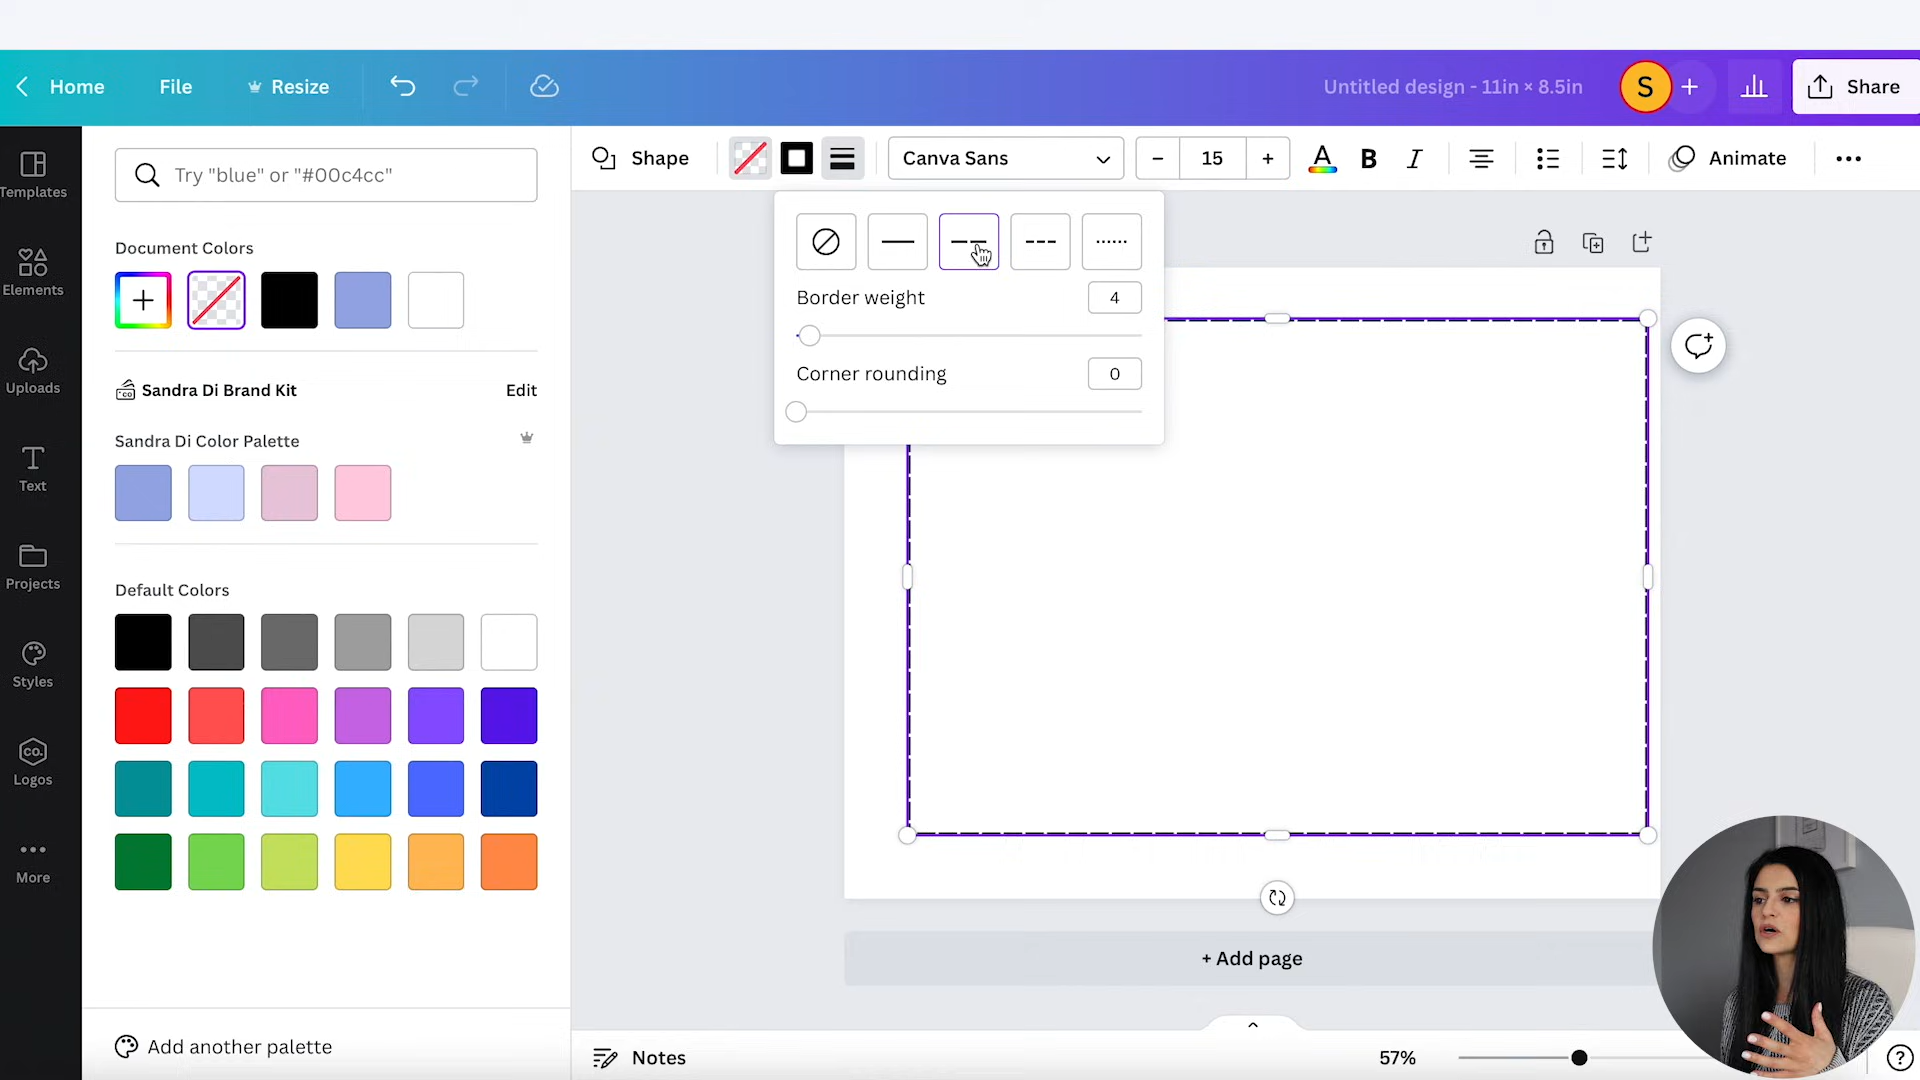 Home
File
Resize
Untitled design - 11in × 8.5in
S
+
Share
Templates
Elements
Uploads
Text
Projects
Styles
CO.
Logos
More
Try "blue" or "#00c4cc"
Document Colors
Sandra Di Brand Kit
Edit
Sandra Di Color Palette
Default Colors
Add another palette
Shape
Canva Sans
– 15 +
A
B
I
Animate
Border weight
4
Corner rounding
0
+ Add page
Notes
57%
?